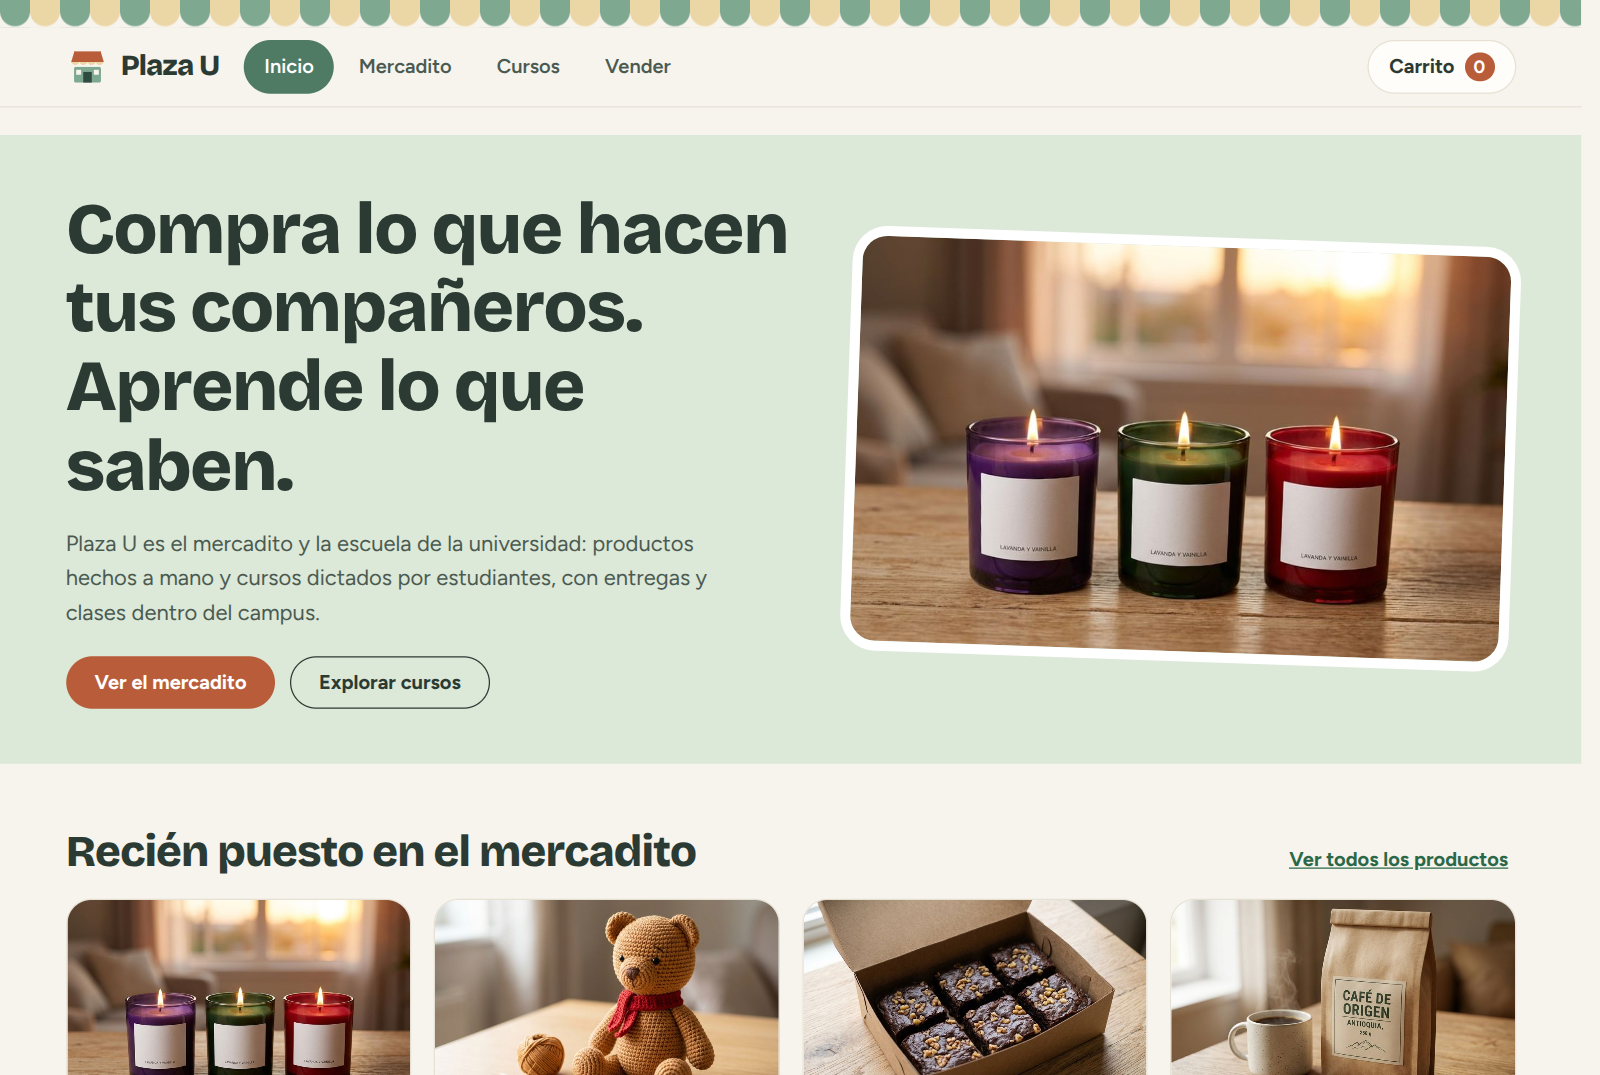 Plaza U
Inicio
Mercadito
Cursos
Vender
Carrito 0
Compra lo que hacen
tus compañeros.
Aprende lo que
saben.
Plaza U es el mercadito y la escuela de la universidad: productos
hechos a mano y cursos dictados por estudiantes, con entregas y
clases dentro del campus.
Ver el mercadito
Explorar cursos
LAVANDA Y VAINILLA
LAVANDA Y VAINILLA
LAVANDA Y VAINILLA
Recién puesto en el mercadito
Ver todos los productos
CAFÉ DE
ORIGEN
ANTIOQUIA,